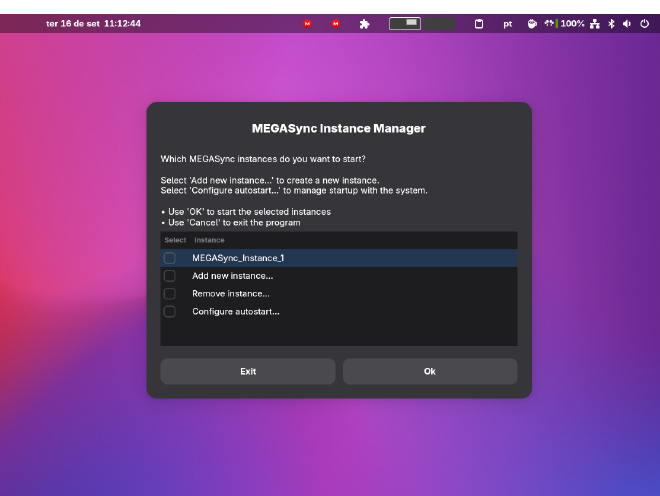 ter 16 de set 11:12:44
pt
100%
MEGASync Instance Manager
Which MEGASync instances do you want to start?
Select 'Add new instance...' to create a new instance.
Select 'Configure autostart...' to manage startup with the system.
• Use 'OK' to start the selected instances
• Use 'Cancel' to exit the program
Select Instance
MEGASync_Instance_1
Add new instance...
Remove instance...
Configure autostart...
Exit Ok